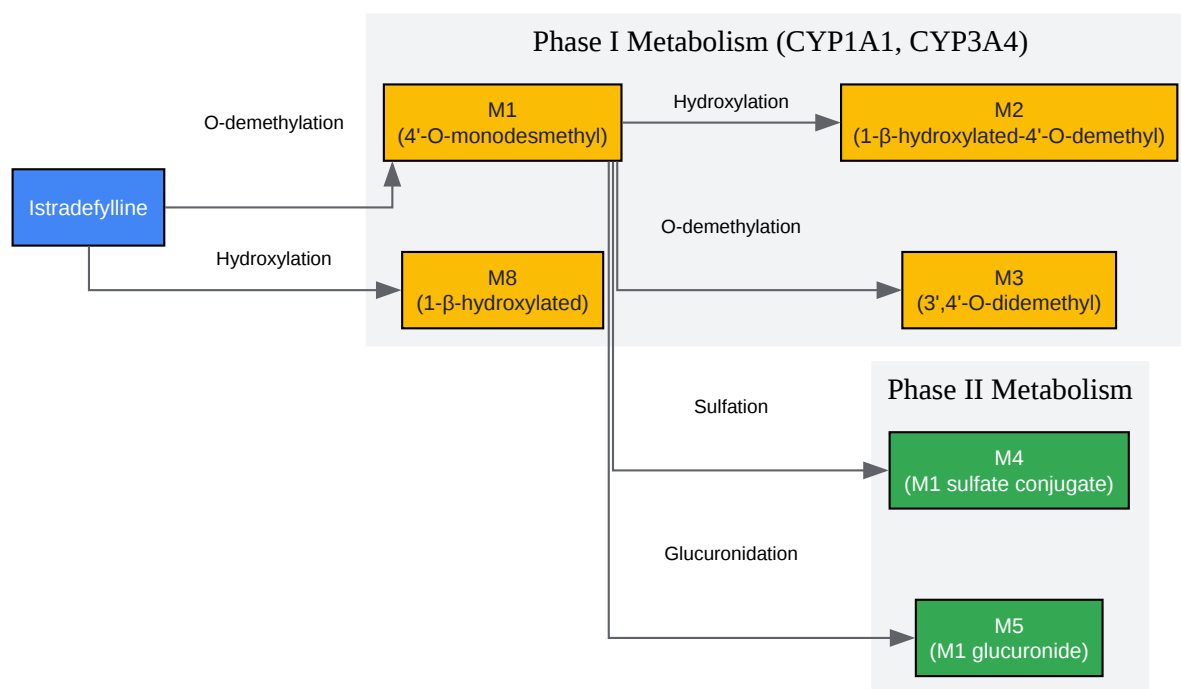 Phase I Metabolism (CYP1A1, CYP3A4)
O-demethylation
M1
(4'-O-monodesmethyl)
Hydroxylation
M2
(1-β-hydroxylated-4'-O-demethyl)
Istradefylline
Hydroxylation
M8
(1-β-hydroxylated)
O-demethylation
M3
(3',4'-O-didemethyl)
Phase II Metabolism
Sulfation
M4
(M1 sulfate conjugate)
Glucuronidation
M5
(M1 glucuronide)